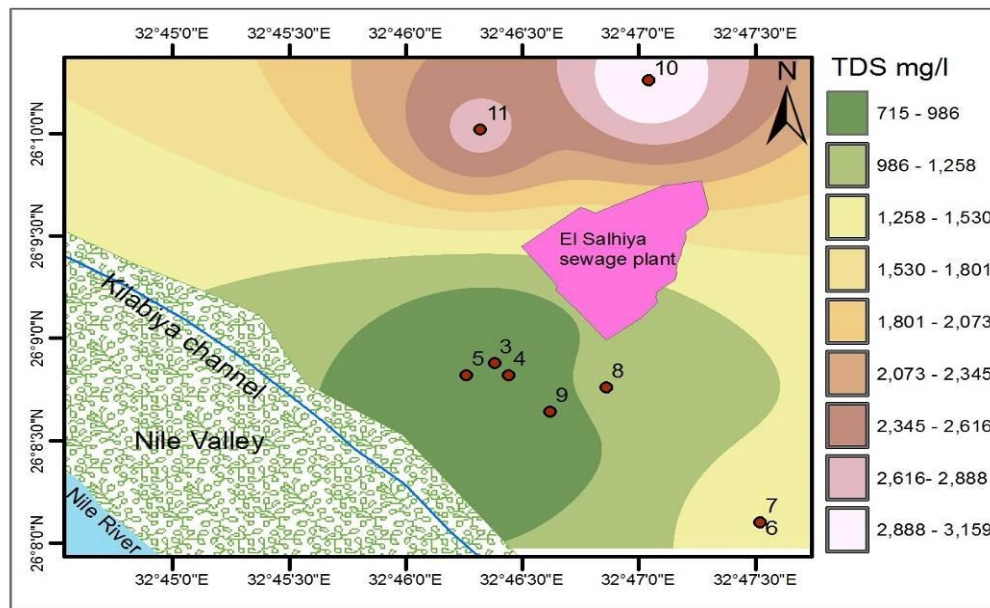 32°45'0"E 32°45'30"E 32°46'0"E 32°46'30"E 32°47'0"E 32°47'30"E
TDS mg/l
N
10
11
26°10'0"N
26°9'30"N
26°9'0"N
26°8'30"N
26°8'0"N
El Salhiya
sewage plant
Kilabiya channel
3
5 4
8
9
Nile Valley
Nile River
7
6
715 - 986
986 - 1,258
1,258 - 1,530
1,530 - 1,801
1,801 - 2,073
2,073 - 2,345
2,345 - 2,616
2,616- 2,888
2,888 - 3,159
32°45'0"E 32°45'30"E 32°46'0"E 32°46'30"E 32°47'0"E 32°47'30"E